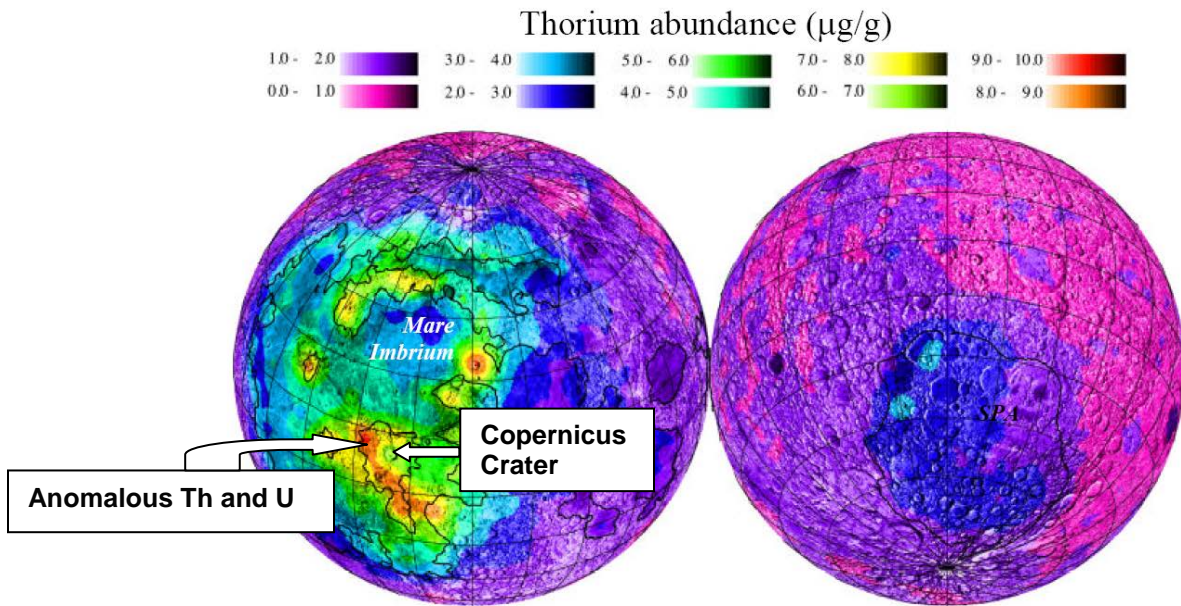 Thorium abundance (µg/g)
1.0 - 2.0 3.0 - 4.0 5.0 - 6.0 7.0 - 8.0 9.0 - 10.0
0.0 - 1.0 2.0 - 3.0 4.0 - 5.0 6.0 - 7.0 8.0 - 9.0
Mare
Imbrium
SPA
Copernicus
Crater
Anomalous Th and U